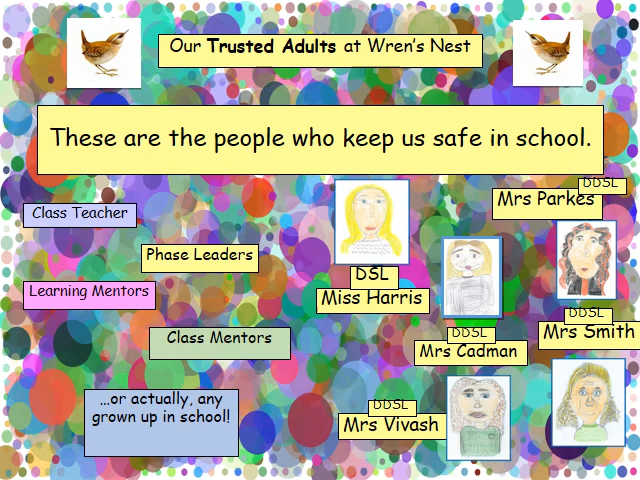 Our Trusted Adults at Wren's Nest
These are the people who keep us safe in school.
Class Teacher
Phase Leaders
Learning Mentors
Class Mentors
...or actually, any
grown up in school!
DSL
Miss Harris
DDSL
Mrs Parkes
DDSL
Mrs Cadman
DDSL
Mrs Smith
DDSL
Mrs Vivash